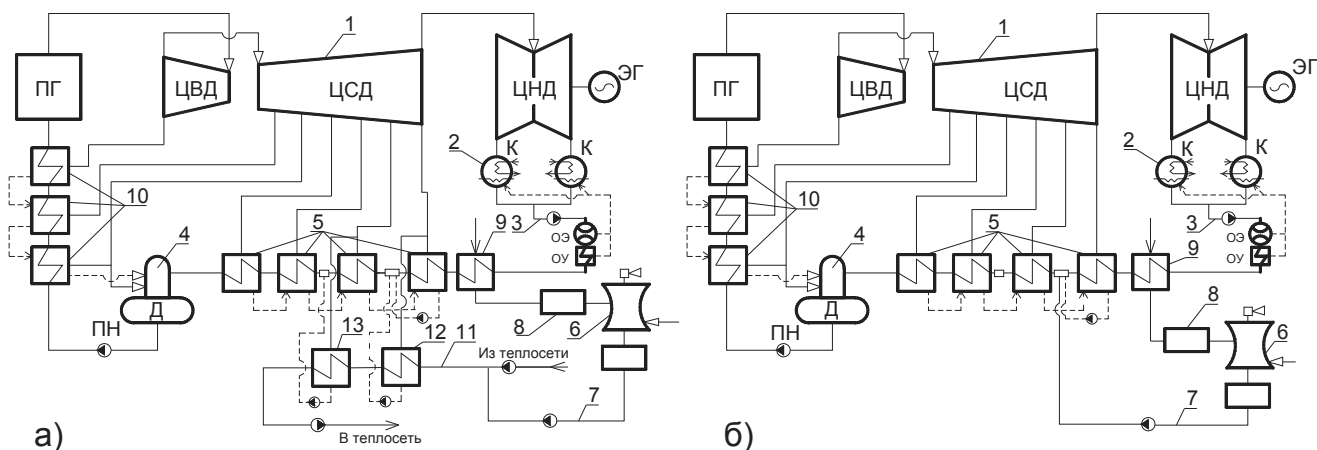 1
ПГ
ЦВД
ЦСД
ЦНД
ЭГ
2
К
К
10
3
4
5
9
ОЭ
ОУ
Д
ПН
8
6
13
12
11
Из теплосети
7
В теплосеть
а)
1
ПГ
ЦВД
ЦСД
ЦНД
ЭГ
2
К
К
10
3
4
5
9
ОЭ
ОУ
Д
ПН
8
6
7
б)